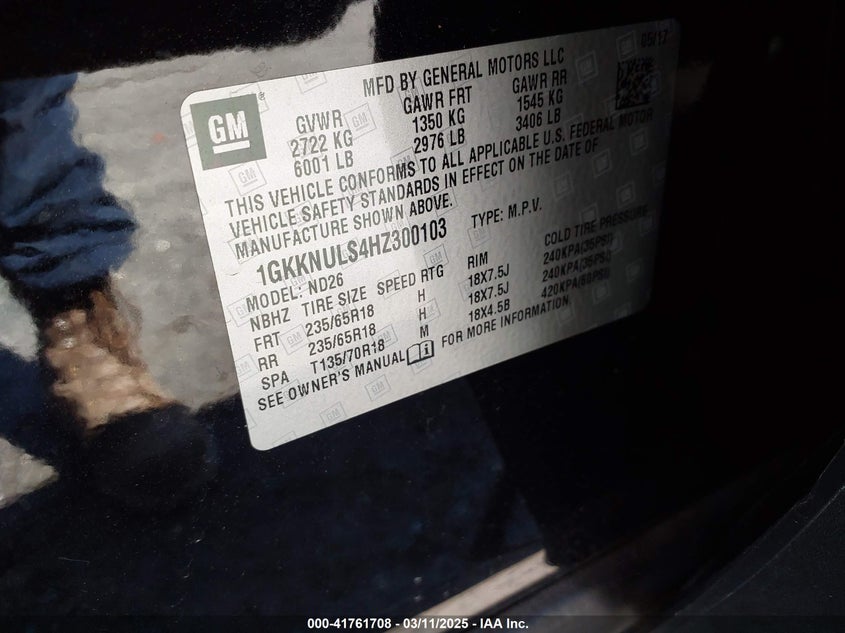 05/17
MFD BY GENERAL MOTORS LLC
GM
GVWR GAWR FRT GAWR RR
2722 KG 1350 KG 1545 KG
6001 LB 2976 LB 3406 LB
THIS VEHICLE CONFORMS TO ALL APPLICABLE U.S. FEDERAL MOTOR
VEHICLE SAFETY STANDARDS IN EFFECT ON THE DATE OF
MANUFACTURE SHOWN ABOVE.
1GKKNULS4HZ300103 TYPE: M.P.V.
MODEL: ND26
NBHZ TIRE SIZE SPEED RTG RIM COLD TIRE PRESSURE
FRT 235/65R18 H 18X7.5J 240KPA(35PSI)
RR 235/65R18 H 18X7.5J 240KPA(35PSI)
SPA T135/70R18 M 18X4.5B 420KPA(60PSI)
SEE OWNER'S MANUAL FOR MORE INFORMATION
000-41761708 - 03/11/2025 - IAA Inc.